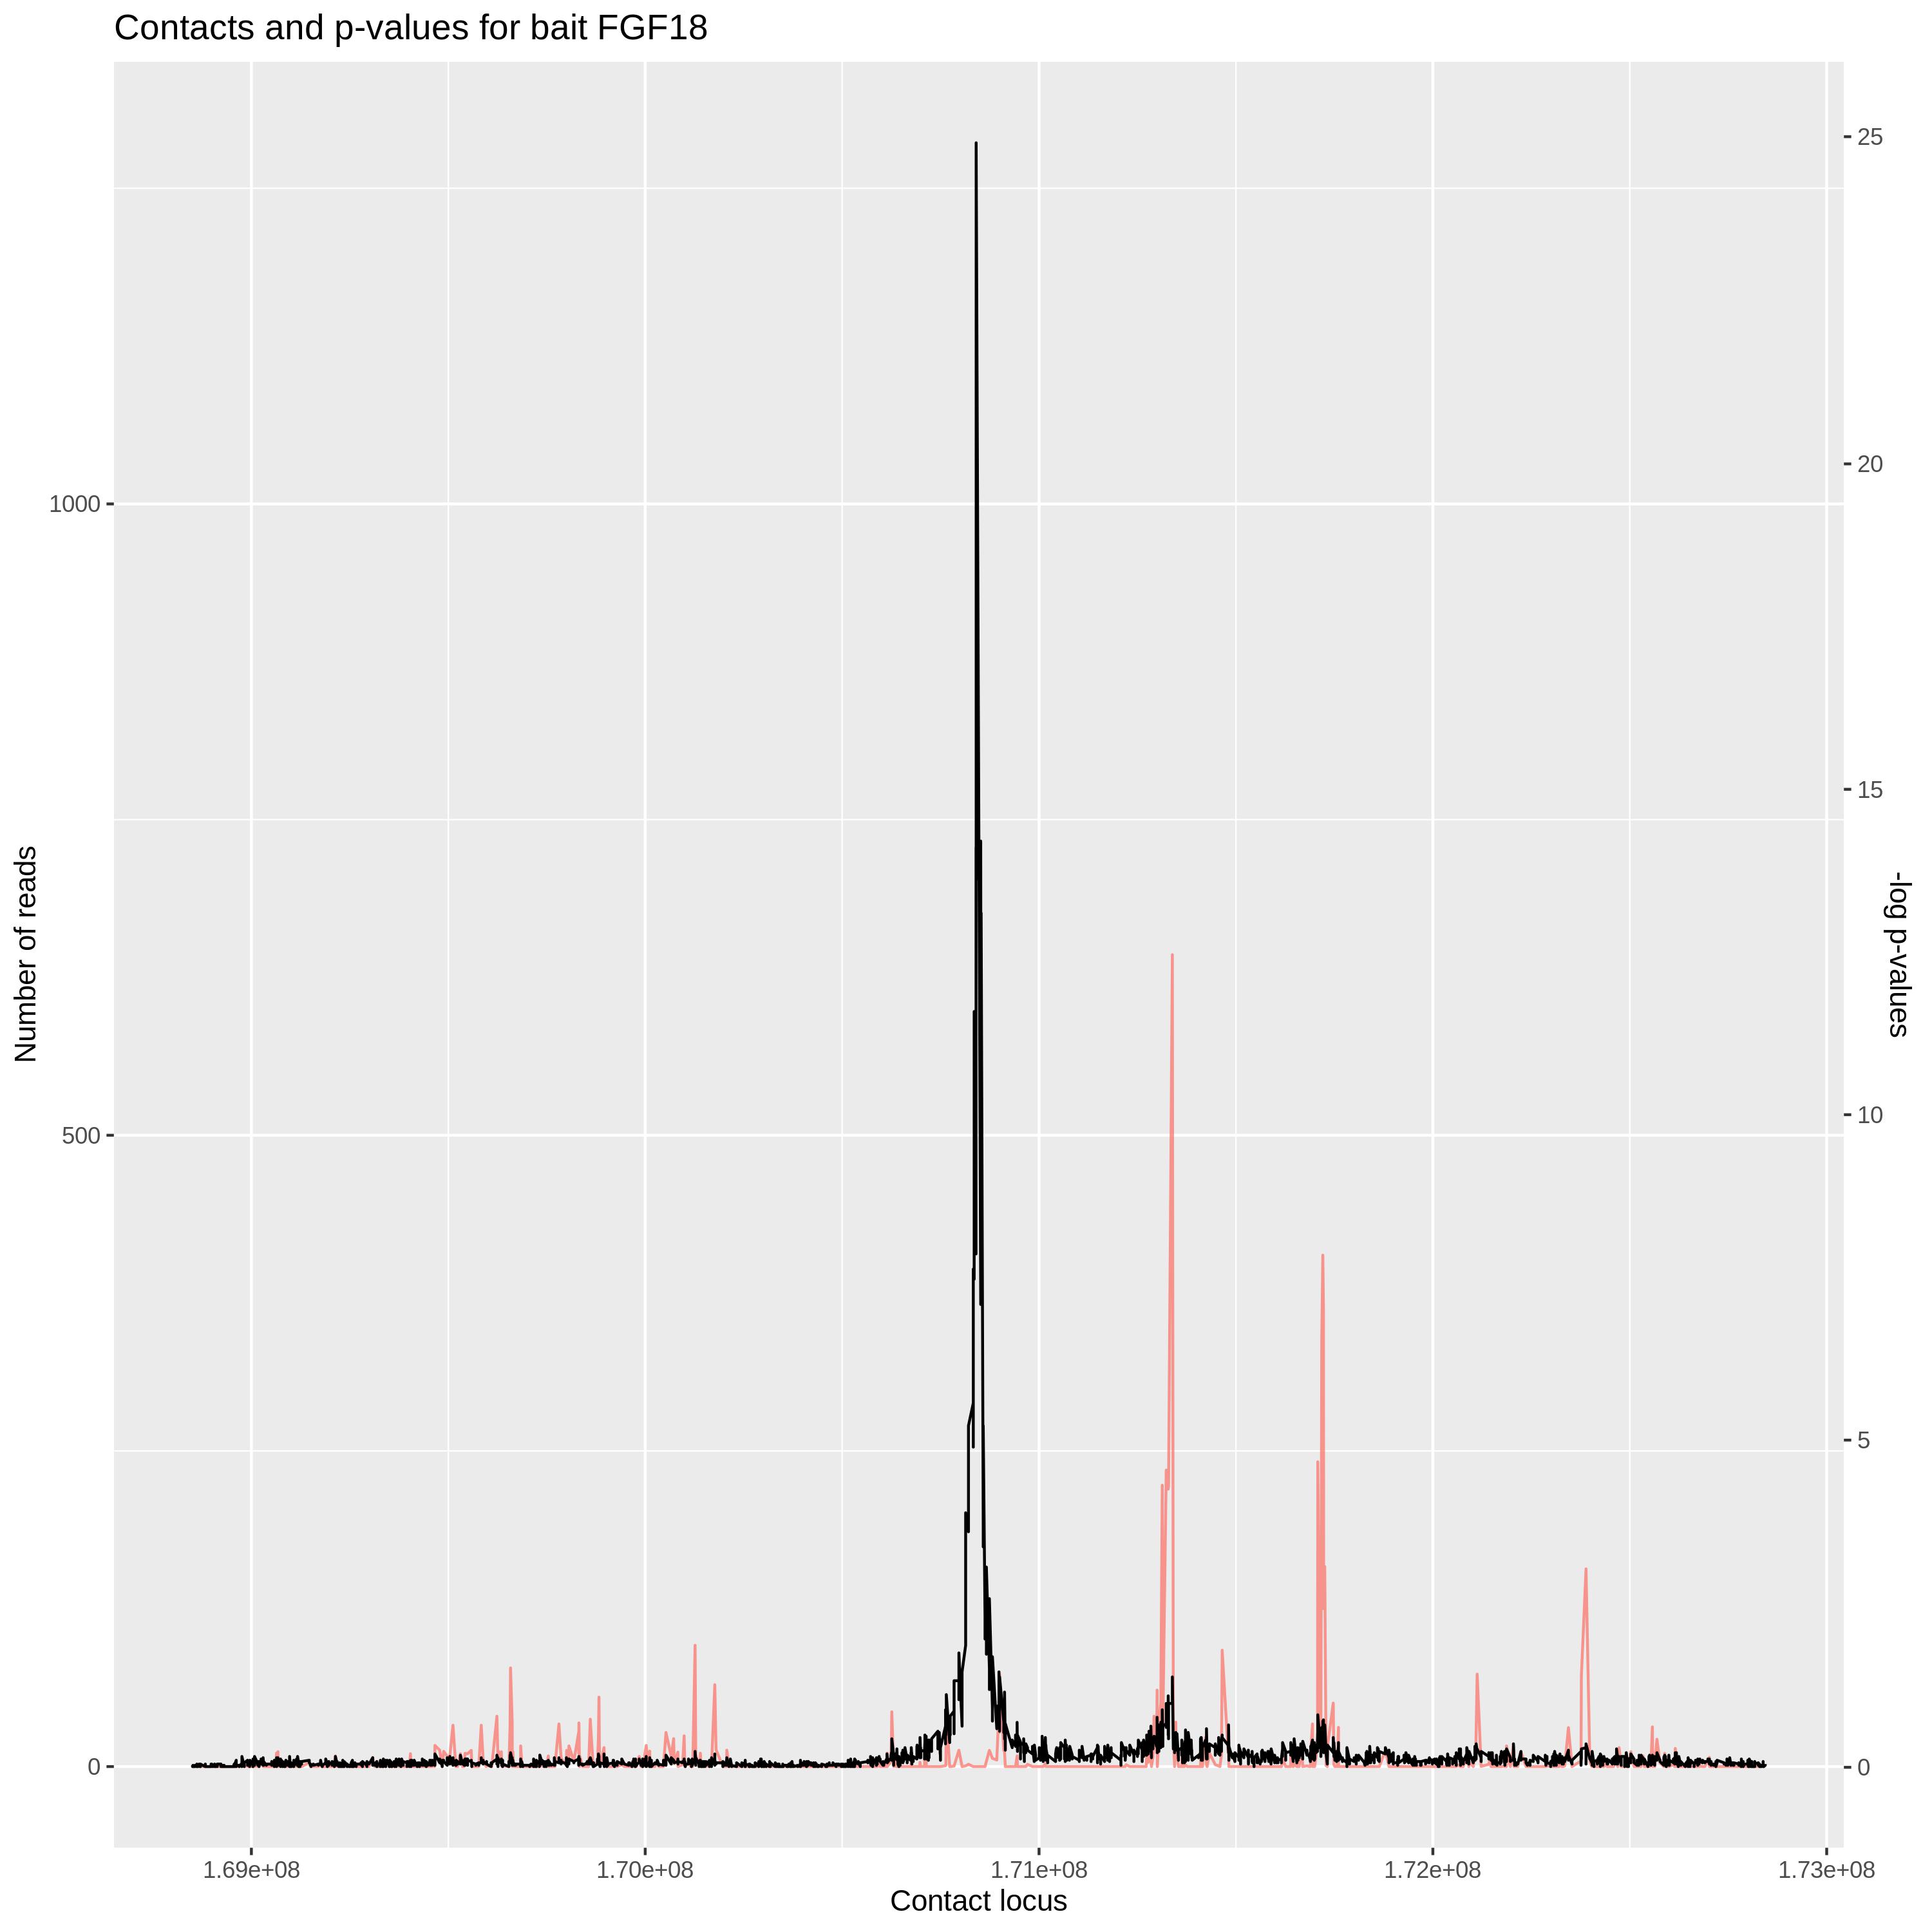 Contacts and p-values for bait FGF18
Number of reads
1000
500
0
25
20
15
10
5
0
-log p-values
1.69e+08
1.70e+08
1.71e+08
1.72e+08
1.73e+08
Contact locus